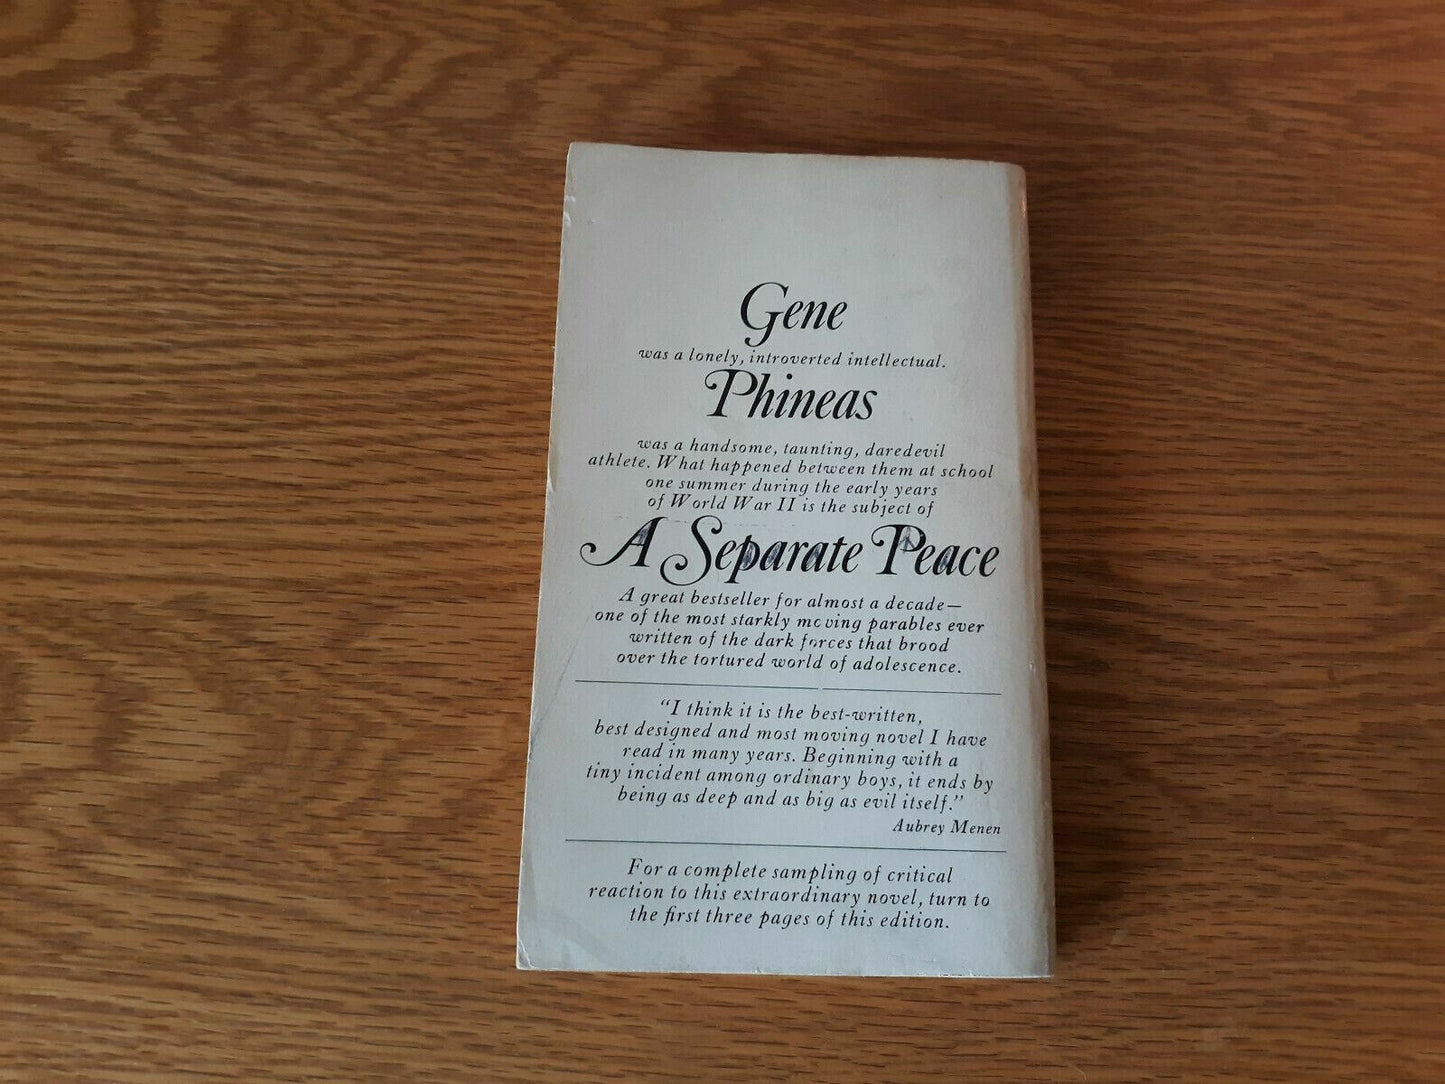 Gene
was a lonely, introverted intellectual.
Phineas
was a handsome, taunting, daredevil
athlete. What happened between them at school
one summer during the early years
of World War II is the subject of
A Separate Peace
A great bestseller for almost a decade—
one of the most starkly moving parables ever
written of the dark forces that brood
over the tortured world of adolescence.
"I think it is the best-written,
best designed and most moving novel I have
read in many years. Beginning with a
tiny incident among ordinary boys, it ends by
being as deep and as big as evil itself."
Aubrey Menen
For a complete sampling of critical
reaction to this extraordinary novel, turn to
the first three pages of this edition.